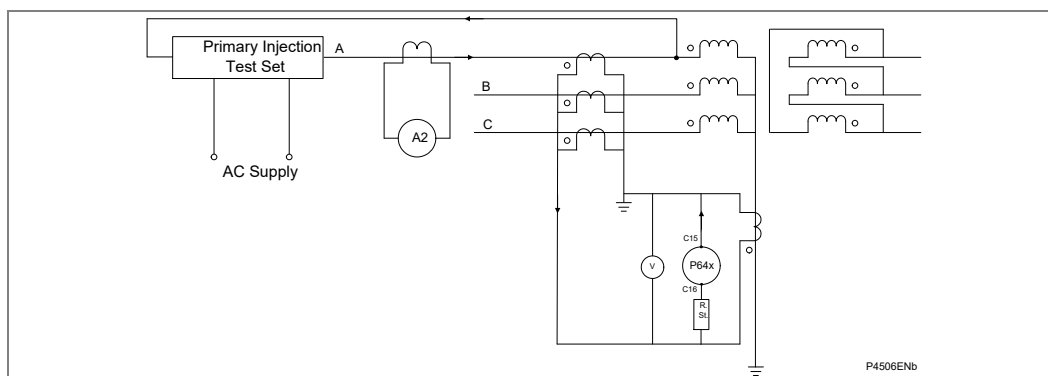 Primary Injection
Test Set
A
B
A2
C
AC Supply
C15
V
P64x
C16
R.
St.
P4506ENb